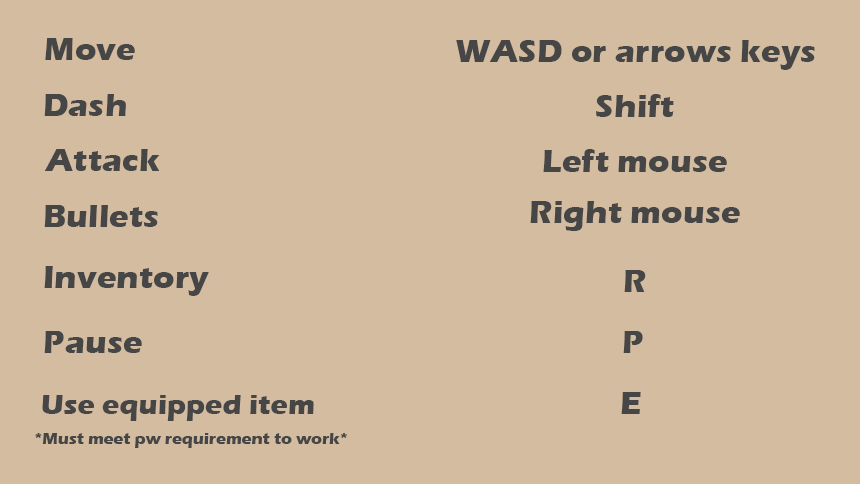 Move WASD or arrows keys
Dash Shift
Attack Left mouse
Bullets Right mouse
Inventory R
Pause P
Use equipped item E
*Must meet pw requirement to work*